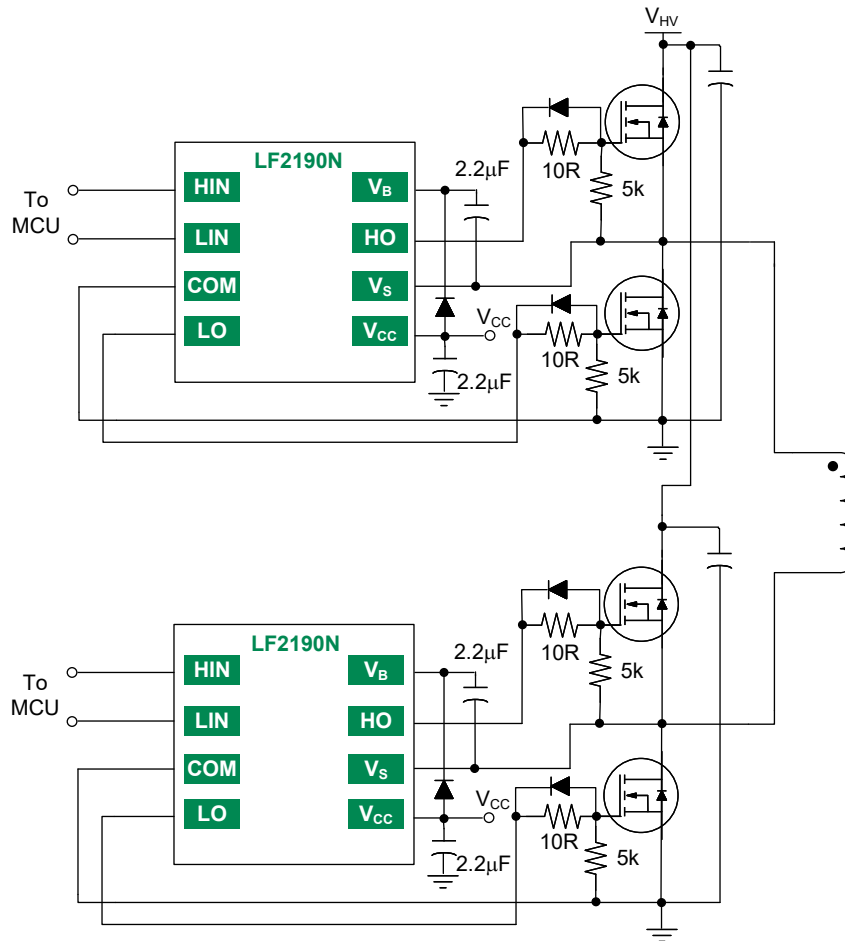 V_HV
LF2190N
2.2µF
10R
To
MCU
HIN
V_B
5k
LIN
HO
COM
V_S
LO
V_CC
V_CC
10R
2.2µF
5k
LF2190N
2.2µF
10R
To
MCU
HIN
V_B
5k
LIN
HO
COM
V_S
LO
V_CC
V_CC
10R
2.2µF
5k